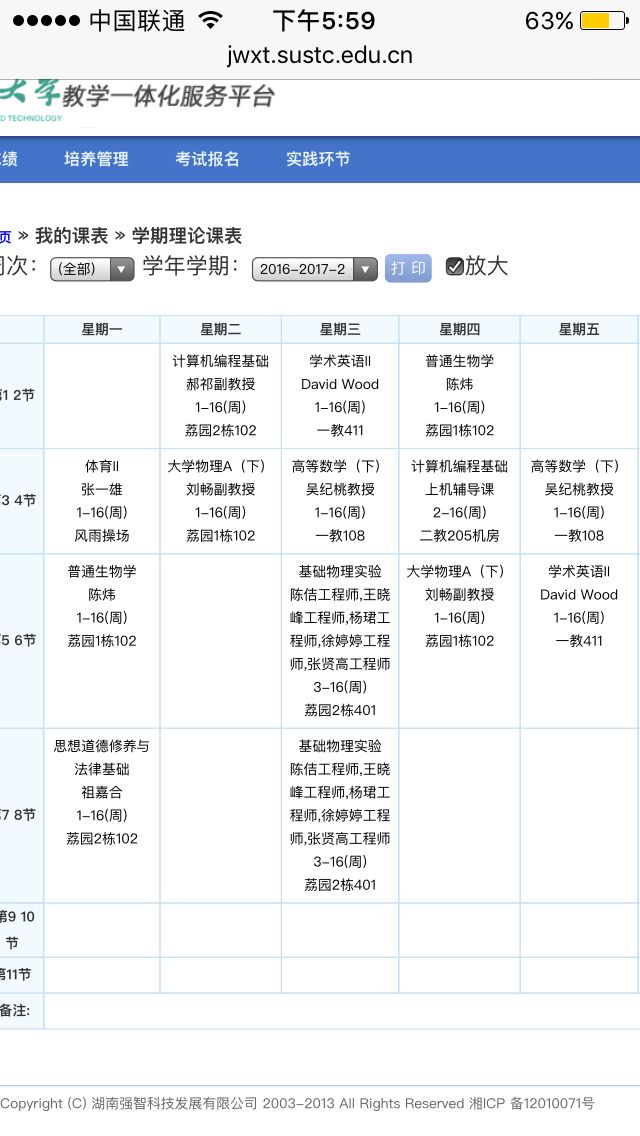 中国联通 下午5:59 63%
jwxt.sustc.edu.cn
大学教学一体化服务平台
D TECHNOLOGY
绩 培养管理 考试报名 实践环节
页 » 我的课表 » 学期理论课表
周次： (全部) 学年学期： 2016-2017-2 打印 放大
星期一 星期二 星期三 星期四 星期五
第1 2节
计算机编程基础
郝祁副教授
1-16(周)
荔园2栋102
学术英语II
David Wood
1-16(周)
一教411
普通生物学
陈炜
1-16(周)
荔园1栋102
第3 4节
体育II
张一雄
1-16(周)
风雨操场
大学物理A（下）
刘畅副教授
1-16(周)
荔园1栋102
高等数学（下）
吴纪桃教授
1-16(周)
一教108
计算机编程基础
上机辅导课
2-16(周)
二教205机房
高等数学（下）
吴纪桃教授
1-16(周)
一教108
第5 6节
普通生物学
陈炜
1-16(周)
荔园1栋102
基础物理实验
陈佶工程师,王晓
峰工程师,杨珺工
程师,徐婷婷工程
师,张贤高工程师
3-16(周)
荔园2栋401
大学物理A（下）
刘畅副教授
1-16(周)
荔园1栋102
学术英语II
David Wood
1-16(周)
一教411
第7 8节
思想道德修养与
法律基础
祖嘉合
1-16(周)
荔园2栋102
基础物理实验
陈佶工程师,王晓
峰工程师,杨珺工
程师,徐婷婷工程
师,张贤高工程师
3-16(周)
荔园2栋401
第9 10
节
第11节
备注:
Copyright (C) 湖南强智科技发展有限公司 2003-2013 All Rights Reserved 湘ICP 备12010071号